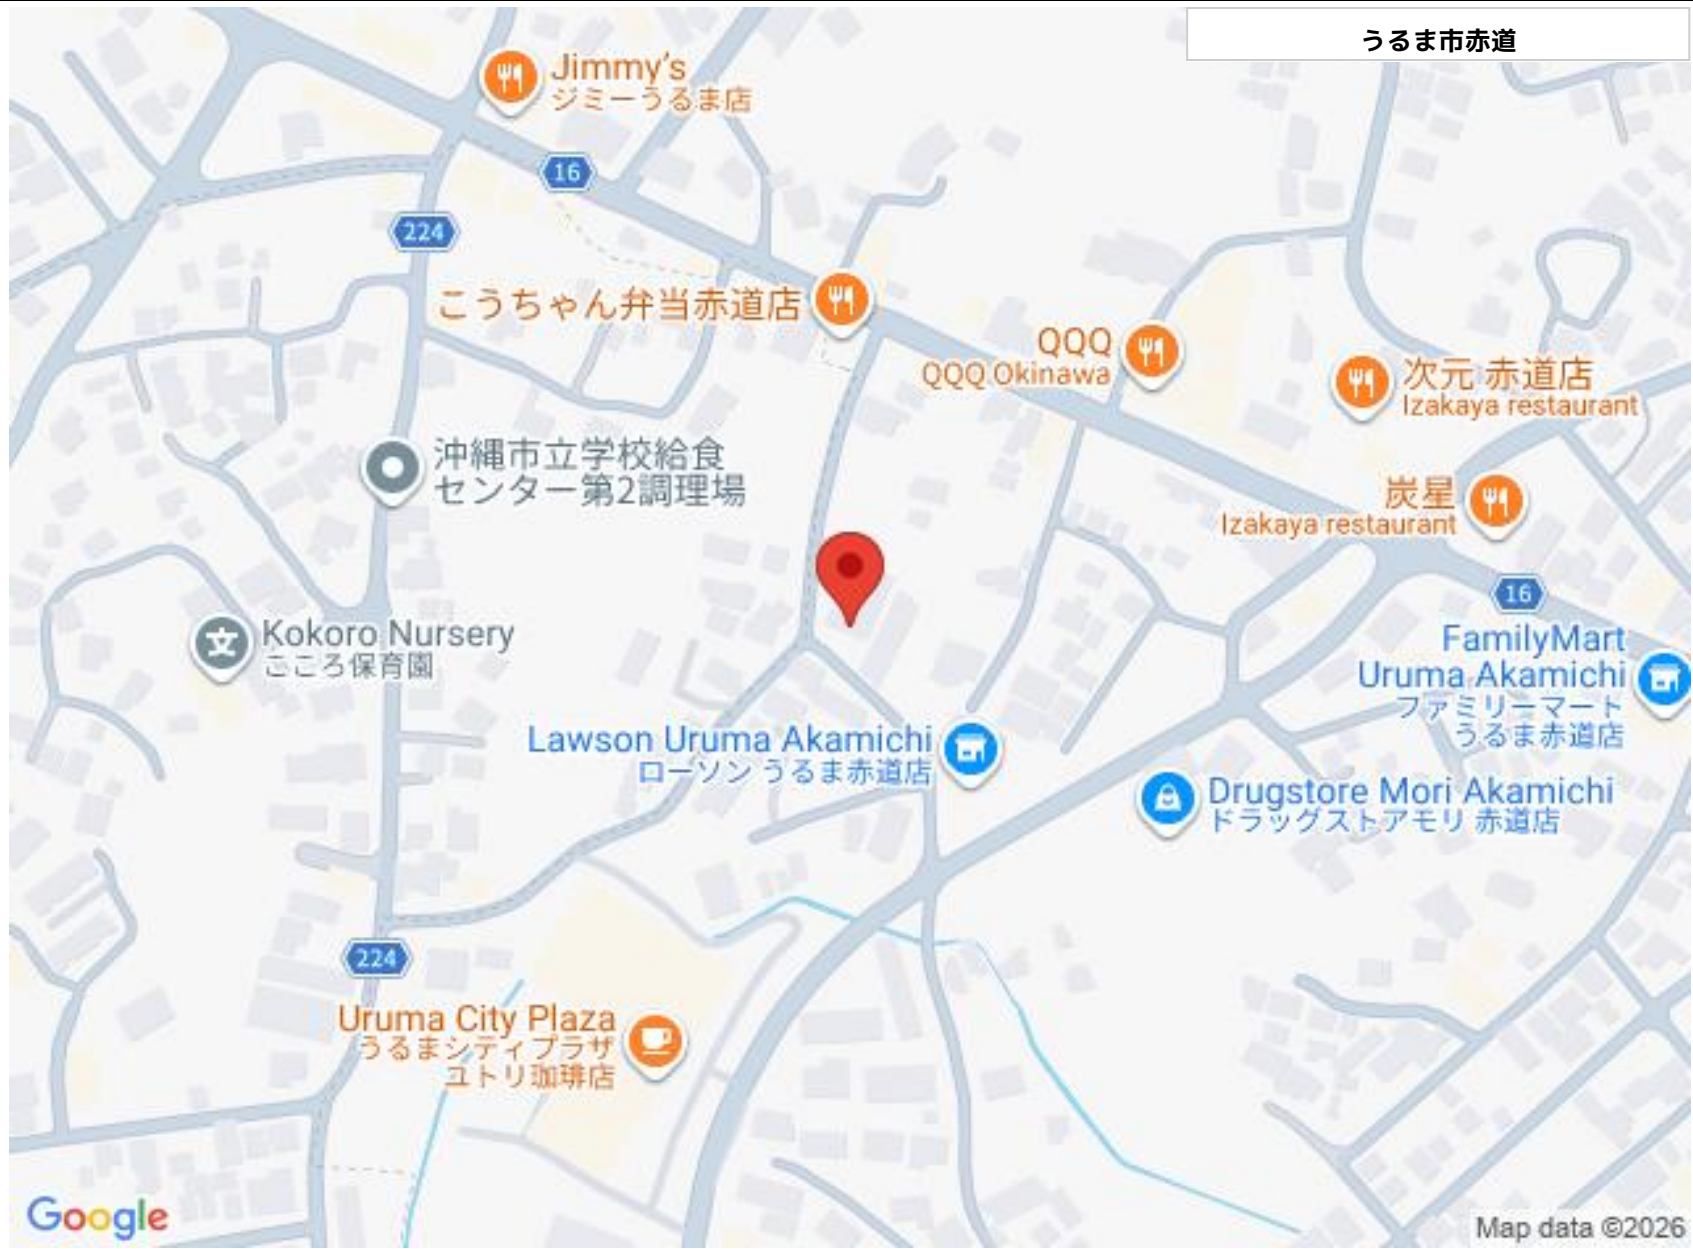 うるま市赤道
Jimmy's
ジミーうるま店
16
224
こうちゃん弁当赤道店
QQQ
QQQ Okinawa
次元 赤道店
Izakaya restaurant
沖縄市立学校給食
センター第2調理場
炭星
Izakaya restaurant
16
Kokoro Nursery
こころ保育園
FamilyMart
Uruma Akamichi
ファミリーマート
うるま赤道店
Lawson Uruma Akamichi
ローソン うるま赤道店
Drugstore Mori Akamichi
ドラッグストアモリ 赤道店
224
Uruma City Plaza
うるまシティプラザ
ユトリ珈琲店
Google
Map data ©2026